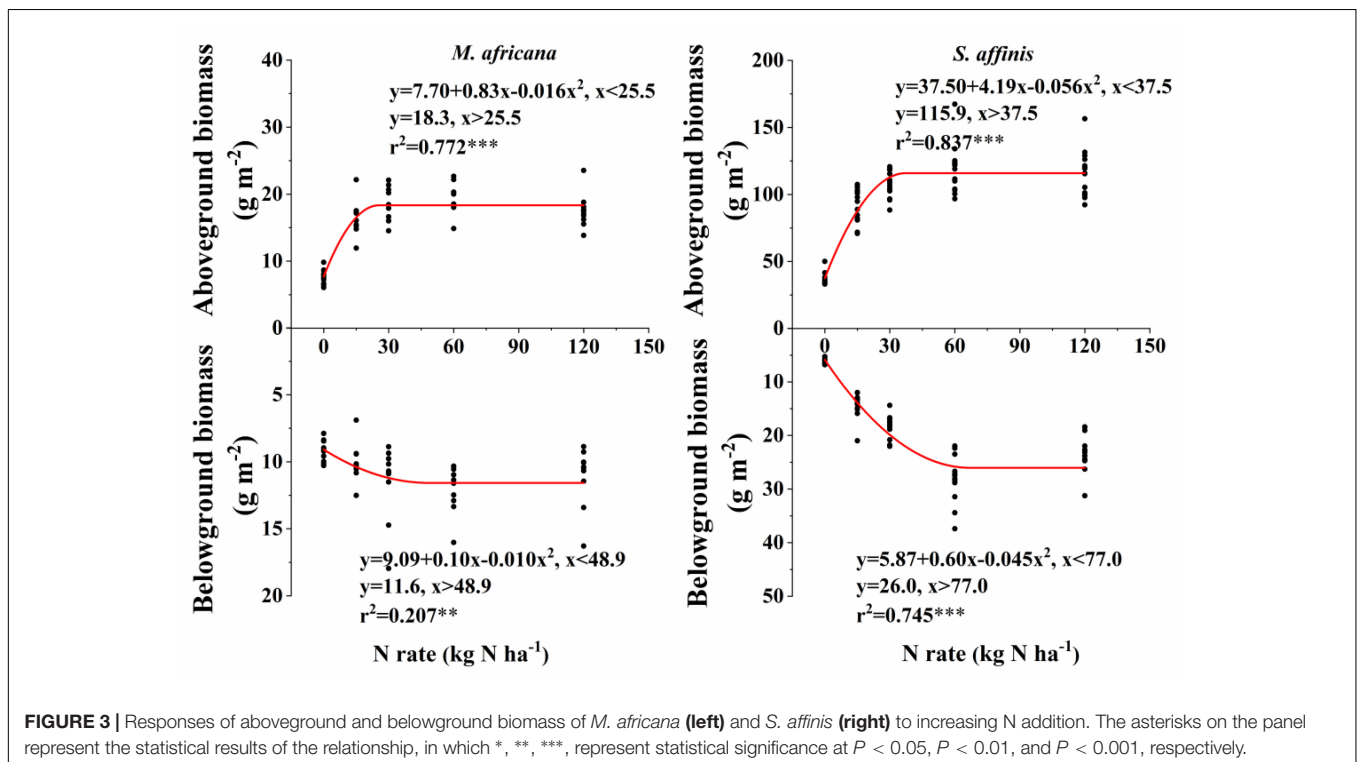 M. africana
y=7.70+0.83x-0.016x², x<25.5
y=18.3, x>25.5
r²=0.772***
Aboveground biomass
(g m⁻²)
40
30
20
10
0
0 30 60 90 120 150
Belowground biomass
(g m⁻²)
5
10
15
20
y=9.09+0.10x-0.010x², x<48.9
y=11.6, x>48.9
r²=0.207**
N rate (kg N ha⁻¹)
S. affinis
y=37.50+4.19x-0.056x², x<37.5
y=115.9, x>37.5
r²=0.837***
Aboveground biomass
(g m⁻²)
200
150
100
50
0
0 30 60 90 120 150
Belowground biomass
(g m⁻²)
10
20
30
40
50
y=5.87+0.60x-0.045x², x<77.0
y=26.0, x>77.0
r²=0.745***
N rate (kg N ha⁻¹)
FIGURE 3 | Responses of aboveground and belowground biomass of M. africana (left) and S. affinis (right) to increasing N addition. The asterisks on the panel
represent the statistical results of the relationship, in which *, **, ***, represent statistical significance at P < 0.05, P < 0.01, and P < 0.001, respectively.